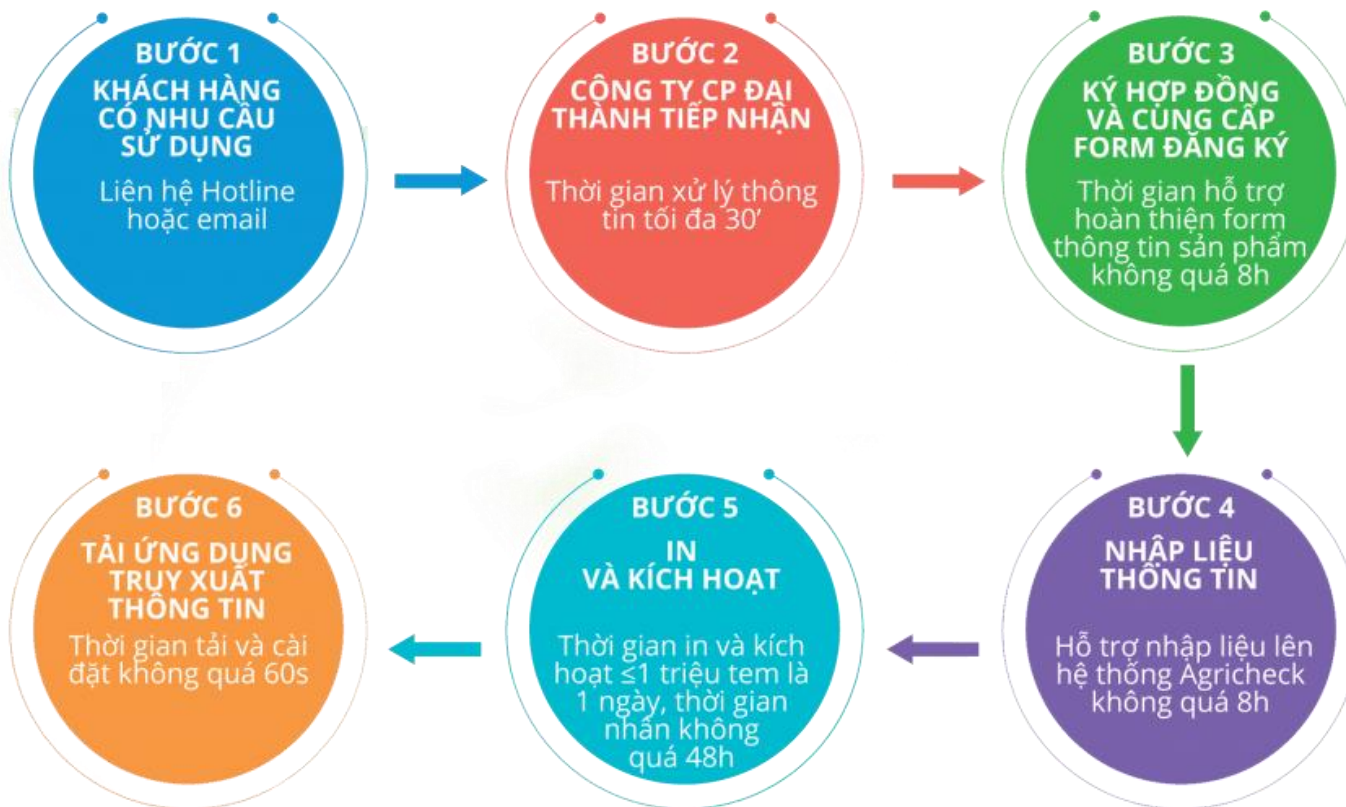 BƯỚC 1
KHÁCH HÀNG
CÓ NHU CẦU
SỬ DỤNG
Liên hệ Hotline
hoặc email
BƯỚC 2
CÔNG TY CP ĐẠI
THÀNH TIẾP NHẬN
Thời gian xử lý thông
tin tối đa 30’
BƯỚC 3
KÝ HỢP ĐỒNG
VÀ CUNG CẤP
FORM ĐĂNG KÝ
Thời gian hỗ trợ
hoàn thiện form
thông tin sản phẩm
không quá 8h
BƯỚC 4
NHẬP LIỆU
THÔNG TIN
Hỗ trợ nhập liệu lên
hệ thống Agricheck
không quá 8h
BƯỚC 5
IN
VÀ KÍCH HOẠT
Thời gian in và kích
hoạt ≤1 triệu tem là
1 ngày, thời gian
nhận không
quá 48h
BƯỚC 6
TẢI ỨNG DỤNG
TRUY XUẤT
THÔNG TIN
Thời gian tải và cài
đặt không quá 60s